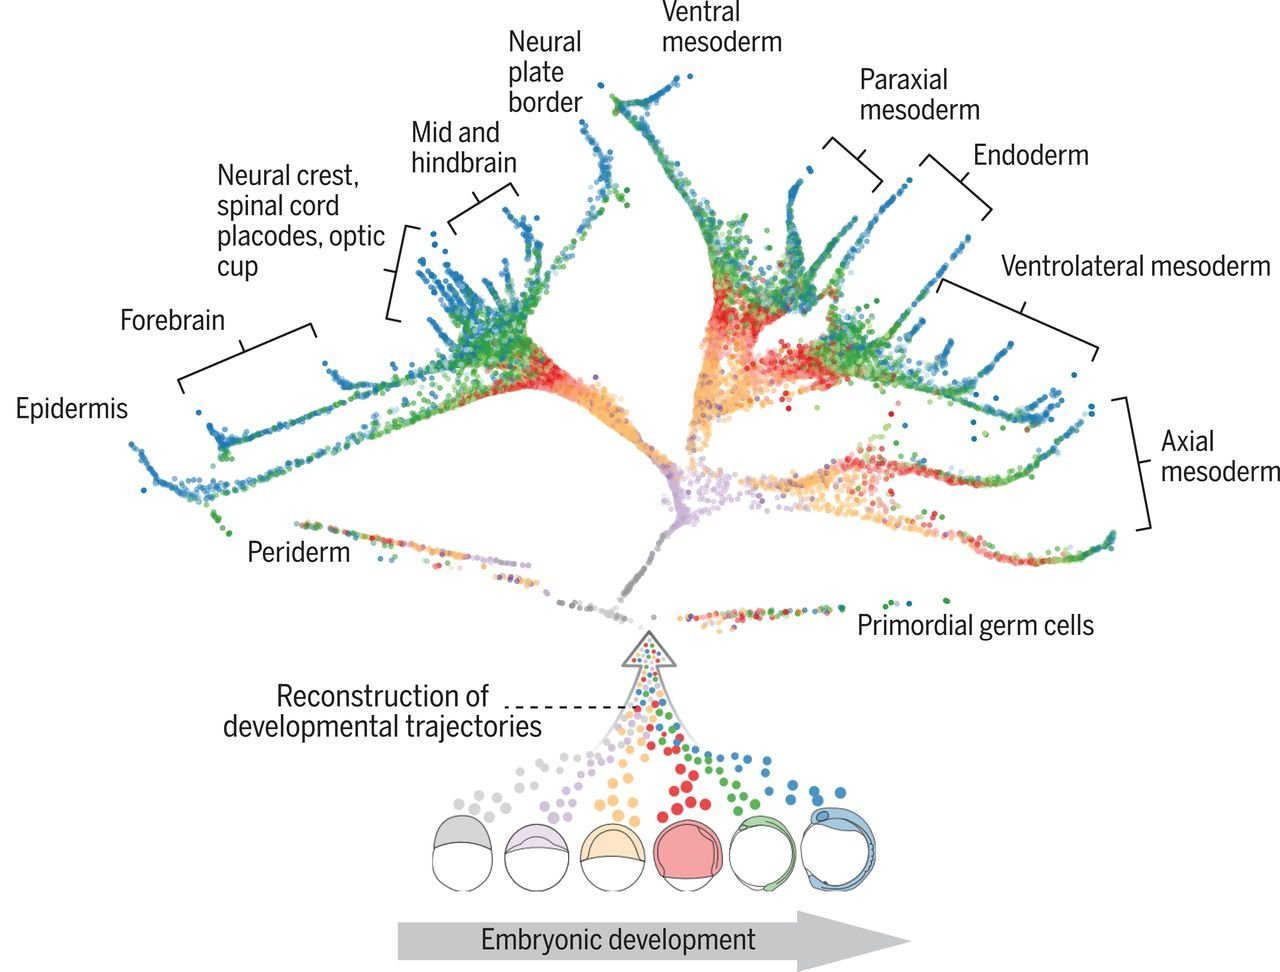 Ventral
mesoderm
Neural
plate
border
Paraxial
mesoderm
Mid and
hindbrain
Endoderm
Neural crest,
spinal cord
placodes, optic
cup
Ventrolateral mesoderm
Forebrain
Epidermis
Axial
mesoderm
Periderm
Primordial germ cells
Reconstruction of
developmental trajectories
Embryonic development